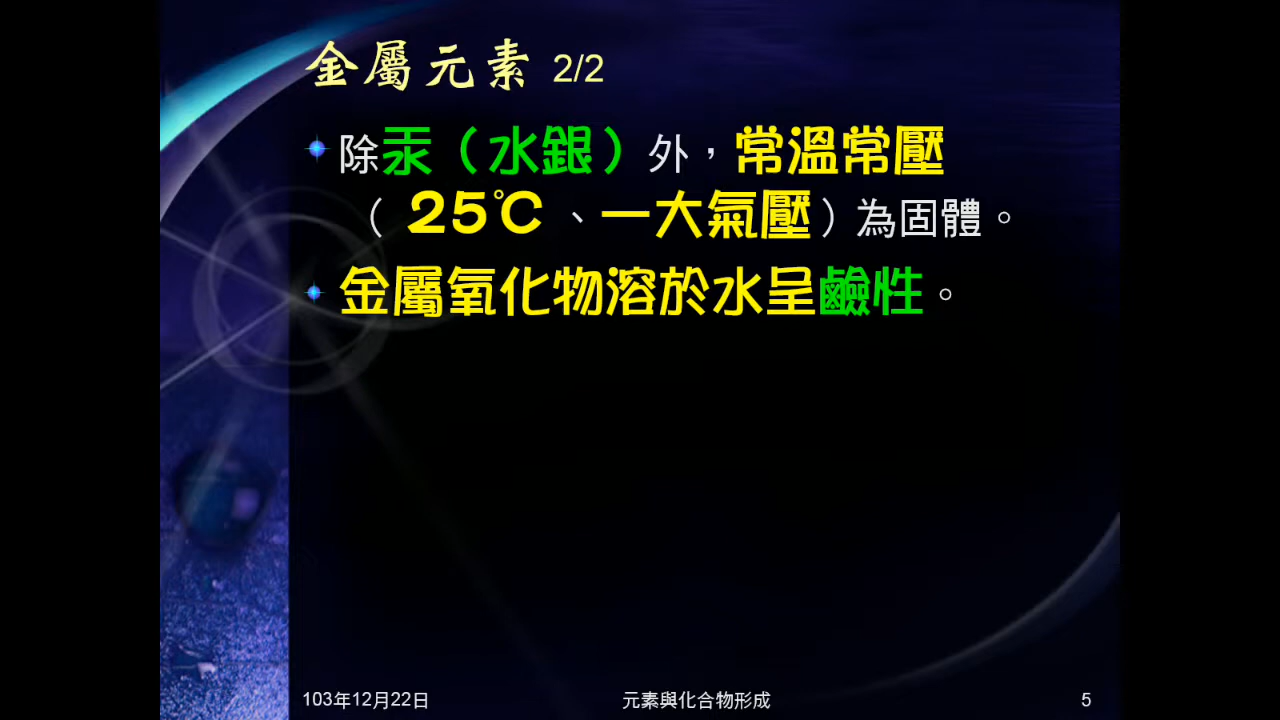 金屬元素 2/2
除汞（水銀）外，常溫常壓
（ 25℃ 、一大氣壓）為固體。
金屬氧化物溶於水呈鹼性。
103年12月22日 元素與化合物形成 5